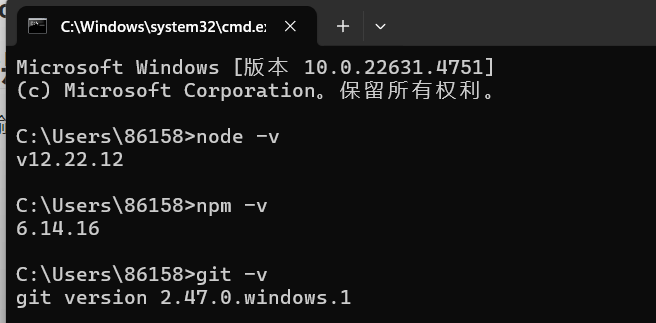 C:\Windows\system32\cmd.e
Microsoft Windows [版本 10.0.22631.4751]
(c) Microsoft Corporation。保留所有权利。
C:\Users\86158>node -v
v12.22.12
C:\Users\86158>npm -v
6.14.16
C:\Users\86158>git -v
git version 2.47.0.windows.1